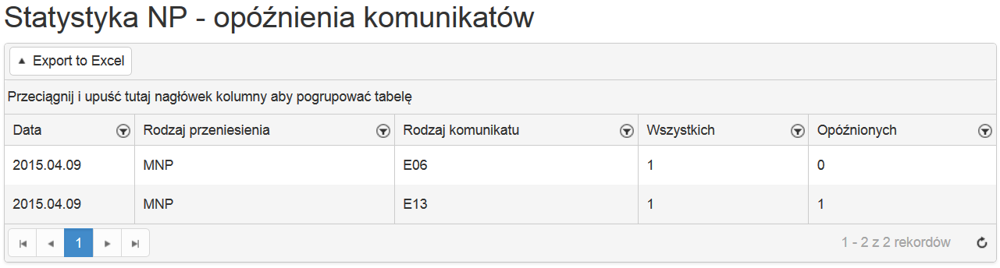 Statystyka NP - opóźnienia komunikatów
Export to Excel
Przeciągnij i upuść tutaj nagłówek kolumny aby pogrupować tabelę
Data Rodzaj przeniesienia Rodzaj komunikatu Wszystkich Opóźnionych
2015.04.09 MNP E06 1 0
2015.04.09 MNP E13 1 1
1 1 - 2 z 2 rekordów